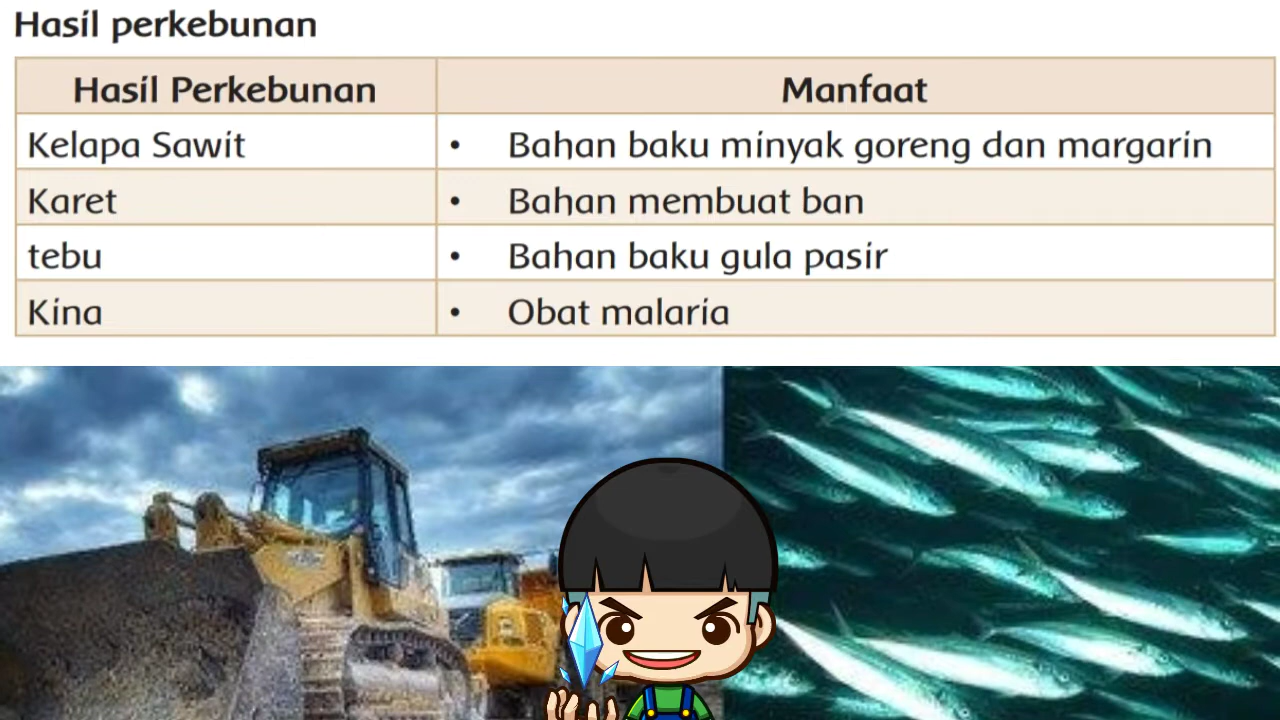 Hasil perkebunan
Hasil Perkebunan Manfaat
Kelapa Sawit • Bahan baku minyak goreng dan margarin
Karet • Bahan membuat ban
tebu • Bahan baku gula pasir
Kina • Obat malaria